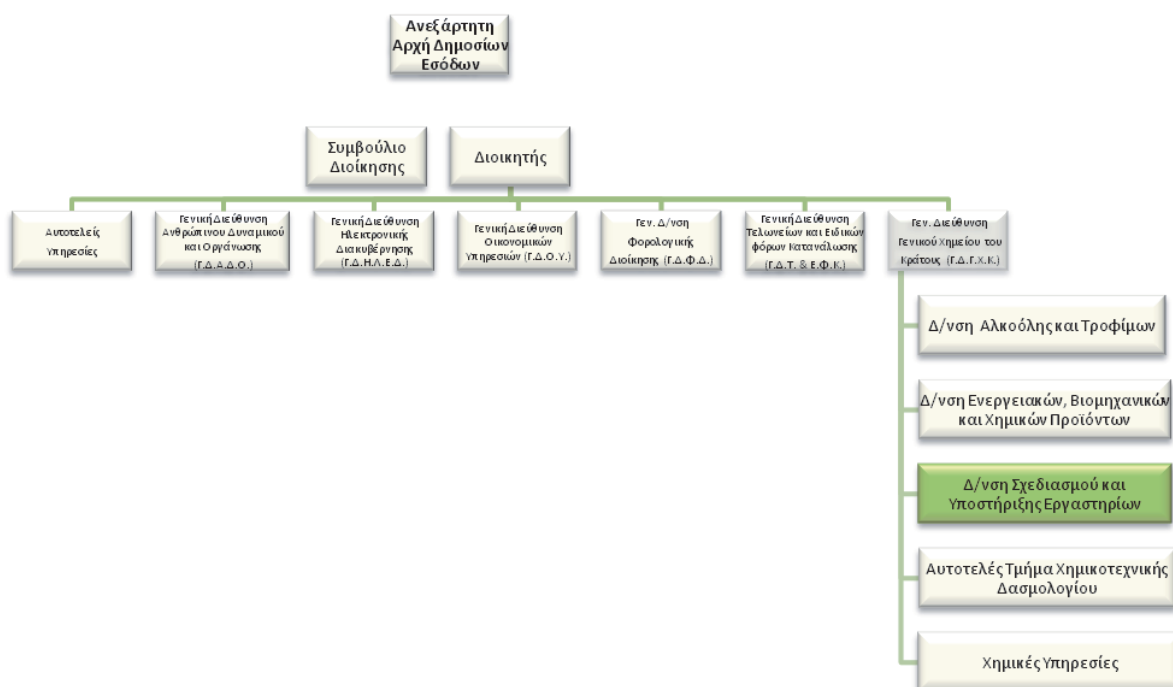 Ανεξάρτητη
Αρχή Δημοσίων
Εσόδων
Συμβούλιο
Διοίκησης
Διοικητής
Αυτοτελείς
Υπηρεσίες
Γενική Διεύθυνση
Ανθρώπινου Δυναμικού
και Οργάνωσης
(Γ.Δ.Α.Δ.Ο.)
Γενική Διεύθυνση
Ηλεκτρονικής
Διακυβέρνησης
(Γ.Δ.Η.Λ.Ε.Δ.)
Γενική Διεύθυνση
Οικονομικών
Υπηρεσιών (Γ.Δ.Ο.Υ.)
Γεν. Δ/νση
Φορολογικής
Διοίκησης (Γ.Δ.Φ.Δ.)
Γενική Διεύθυνση
Τελωνείων και Ειδικών
φόρων Κατανάλωσης
(Γ.Δ.Τ. & Ε.Φ.Κ.)
Γεν. Διεύθυνση
Γενικού Χημείου του
Κράτους (Γ.Δ.Γ.Χ.Κ.)
Δ/νση Αλκοόλης και Τροφίμων
Δ/νση Ενεργειακών, Βιομηχανικών
και Χημικών Προϊόντων
Δ/νση Σχεδιασμού και
Υποστήριξης Εργαστηρίων
Αυτοτελές Τμήμα Χημικοτεχνικής
Δασμολογίου
Χημικές Υπηρεσίες